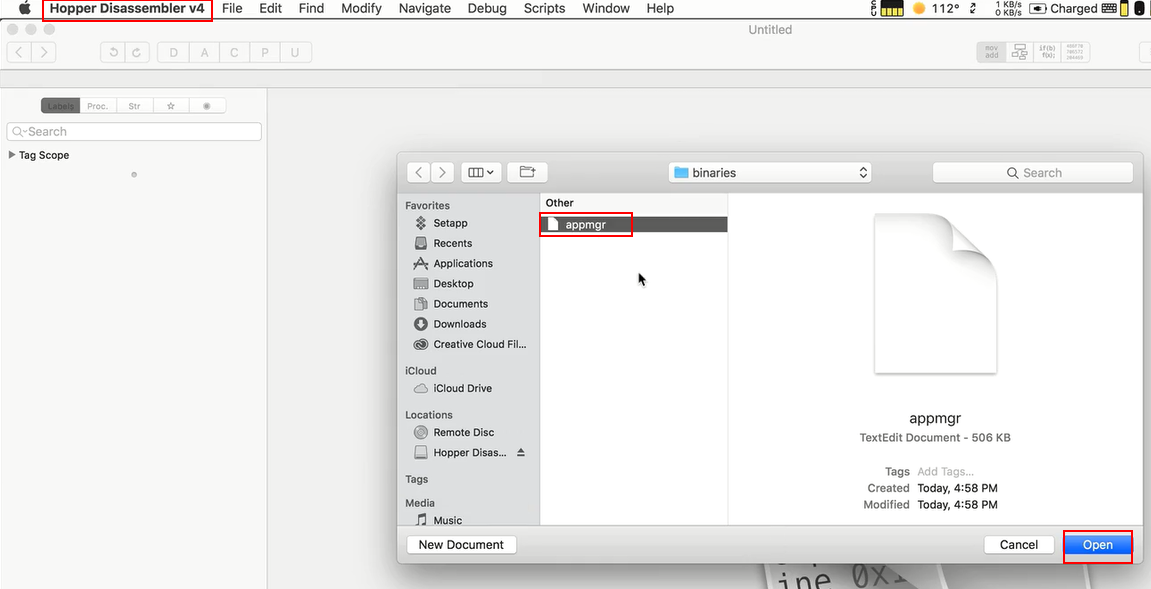 Hopper Disassembler v4 File Edit Find Modify Navigate Debug Scripts Window Help 112° 1 KB/s 0 KB/s Charged
Untitled
D A C P U mov add if(b) f(x);
Labels Proc. Str
Search
Tag Scope
binaries Search
Favorites
Setapp
Recents
Applications
Desktop
Documents
Downloads
Creative Cloud Fil...
iCloud
iCloud Drive
Locations
Remote Disc
Hopper Disas...
Tags
Media
Music
Other
appmgr
appmgr
TextEdit Document - 506 KB
Tags Add Tags...
Created Today, 4:58 PM
Modified Today, 4:58 PM
New Document Cancel Open
ine 0x1